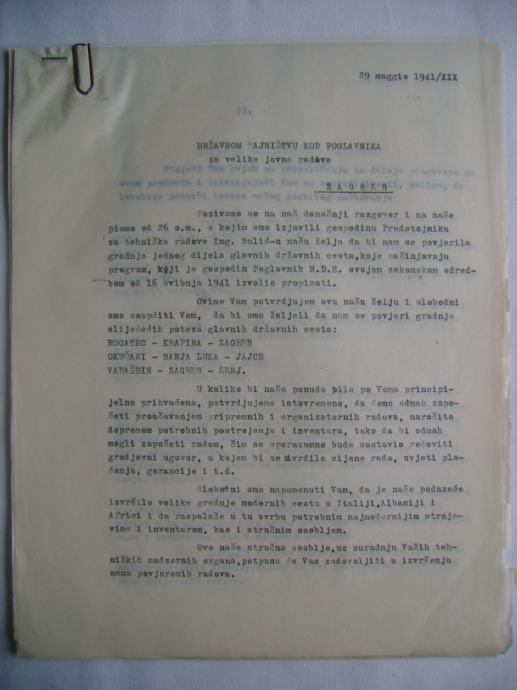 29 maggio 1941/XIX
DRŽAVNOM TAJNIŠTVU KOD POGLAVNIKA
za velike javne radove
Z A G R E B
Pozivamo se na naš današnji razgovor i na naše
pismo od 26 o.m., u kojim smo izjavili gospodinu Predstojniku
za tehničke radove Ing. Bulić-u našu želju da bi nam se povjerila
gradnja jednog dijela glavnih državnih cesta,koje sačinjavaju
program, koji je gospodin Poglavnik N.D.H. svojom zakonskom odred-
bom od 16 svibnja 1941 izvolio propisati.
Ovime Vam potvrdjujem ovu našu želju i slobodni
smo saopditi Vam, da bi smo željeli da nam se povjeri gradnja
slijedećih poteza glavnih državnih cesta:
ROGATEC - KRAPINA - ZAGREB
OKUČANI - BANJA LUKA - JAJCE
VARAŽDIN - ZAGREB - SENJ.
U koliko bi naša ponuda bila po Vama principi-
jelno prihvaćena, potvrdjujemo istovremeno, da ćemo odmah zapo-
četi proučavanjem pripremnih i organizatornih radova, naročito
dopremom potrebnih postrojenja i inventara, tako da bi odmah
mogli započeti radom, čim se sporazumno bude sastavio redoviti
gradjevni ugovor, u kojem bi se utvrdile cijene rada, uvjeti pla-
ćanja, garancije i t.d.
Slobodni smo napomenuti Vam, da je naše poduzeće
izvršilo velike gradnje modernih cesta u Italiji,Albaniji i
Africi i da raspolaže u tu svrhu potrebnim najmodernijim stroje-
vima i inventarom, kao i stručnim osobljem.
Ovo naše stručno osoblje,uz suradnju Vaših teh-
ničkih nadzornih organa,potpuno će Vas zadovoljiti u izvršenju
nama povjerenih radova.